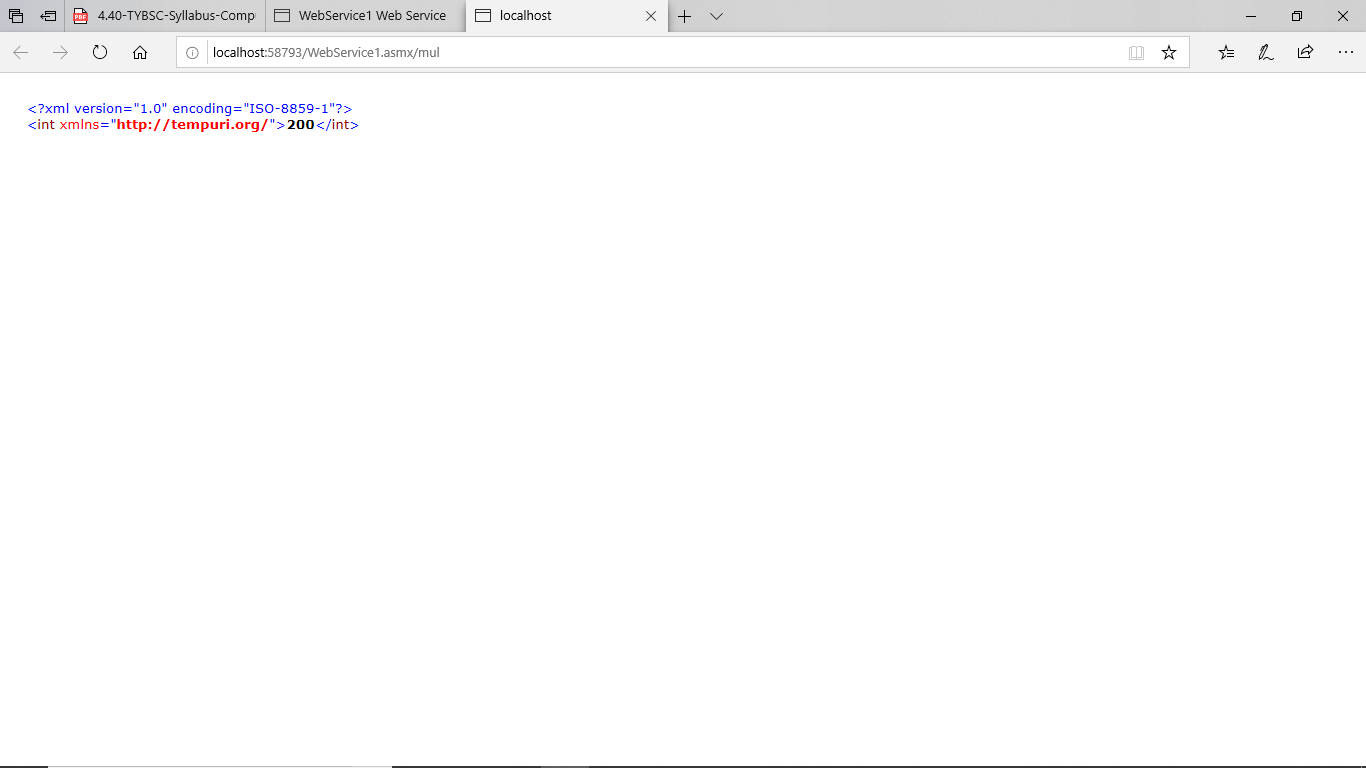 4.40-TYBSC-Syllabus-Comp
WebService1 Web Service
localhost
localhost:58793/WebService1.asmx/mul
<?xml version="1.0" encoding="ISO-8859-1"?>
<int xmlns="http://tempuri.org/">200</int>